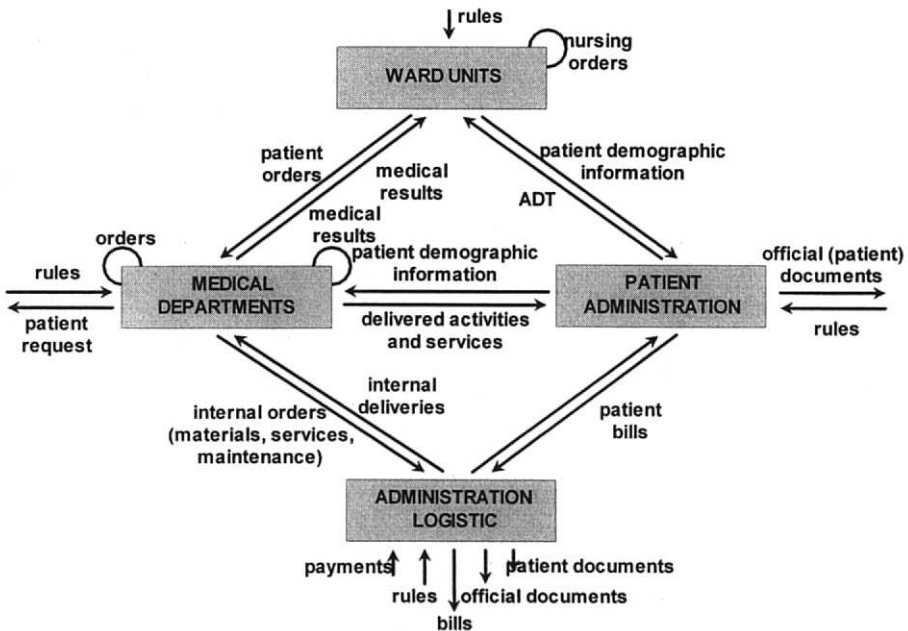 rules
nursing
orders
WARD UNITS
patient
orders
medical
results
patient demographic
information
ADT
medical
results
orders
patient demographic
information
rules
MEDICAL
DEPARTMENTS
PATIENT
ADMINISTRATION
official (patient)
documents
patient
request
delivered activities
and services
rules
internal
deliveries
internal orders
(materials, services,
maintenance)
patient
bills
ADMINISTRATION
LOGISTIC
payments
patient documents
rules
official documents
bills